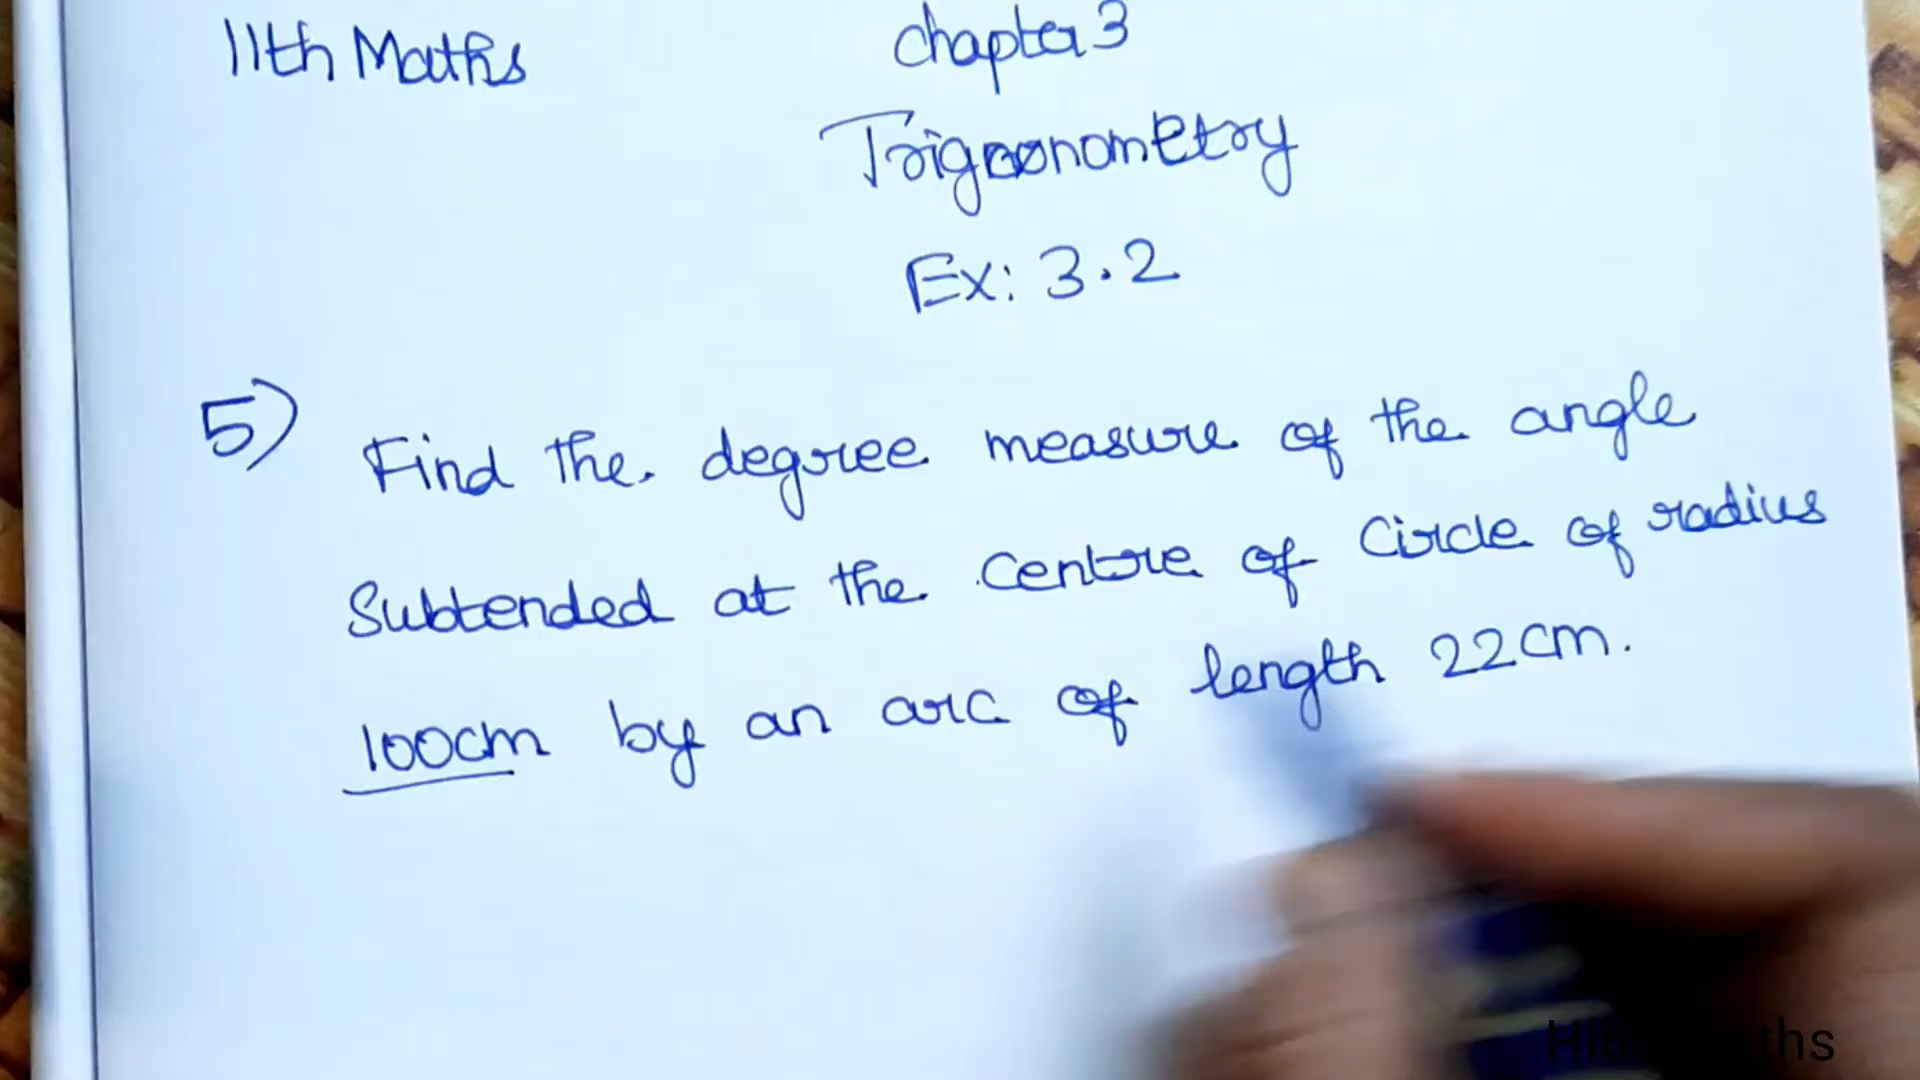 11th Maths
Chapter 3
Trigonometry
Ex: 3.2
5) Find the degree measure of the angle
Subtended at the centre of Circle of radius
100cm by an arc of length 22cm.